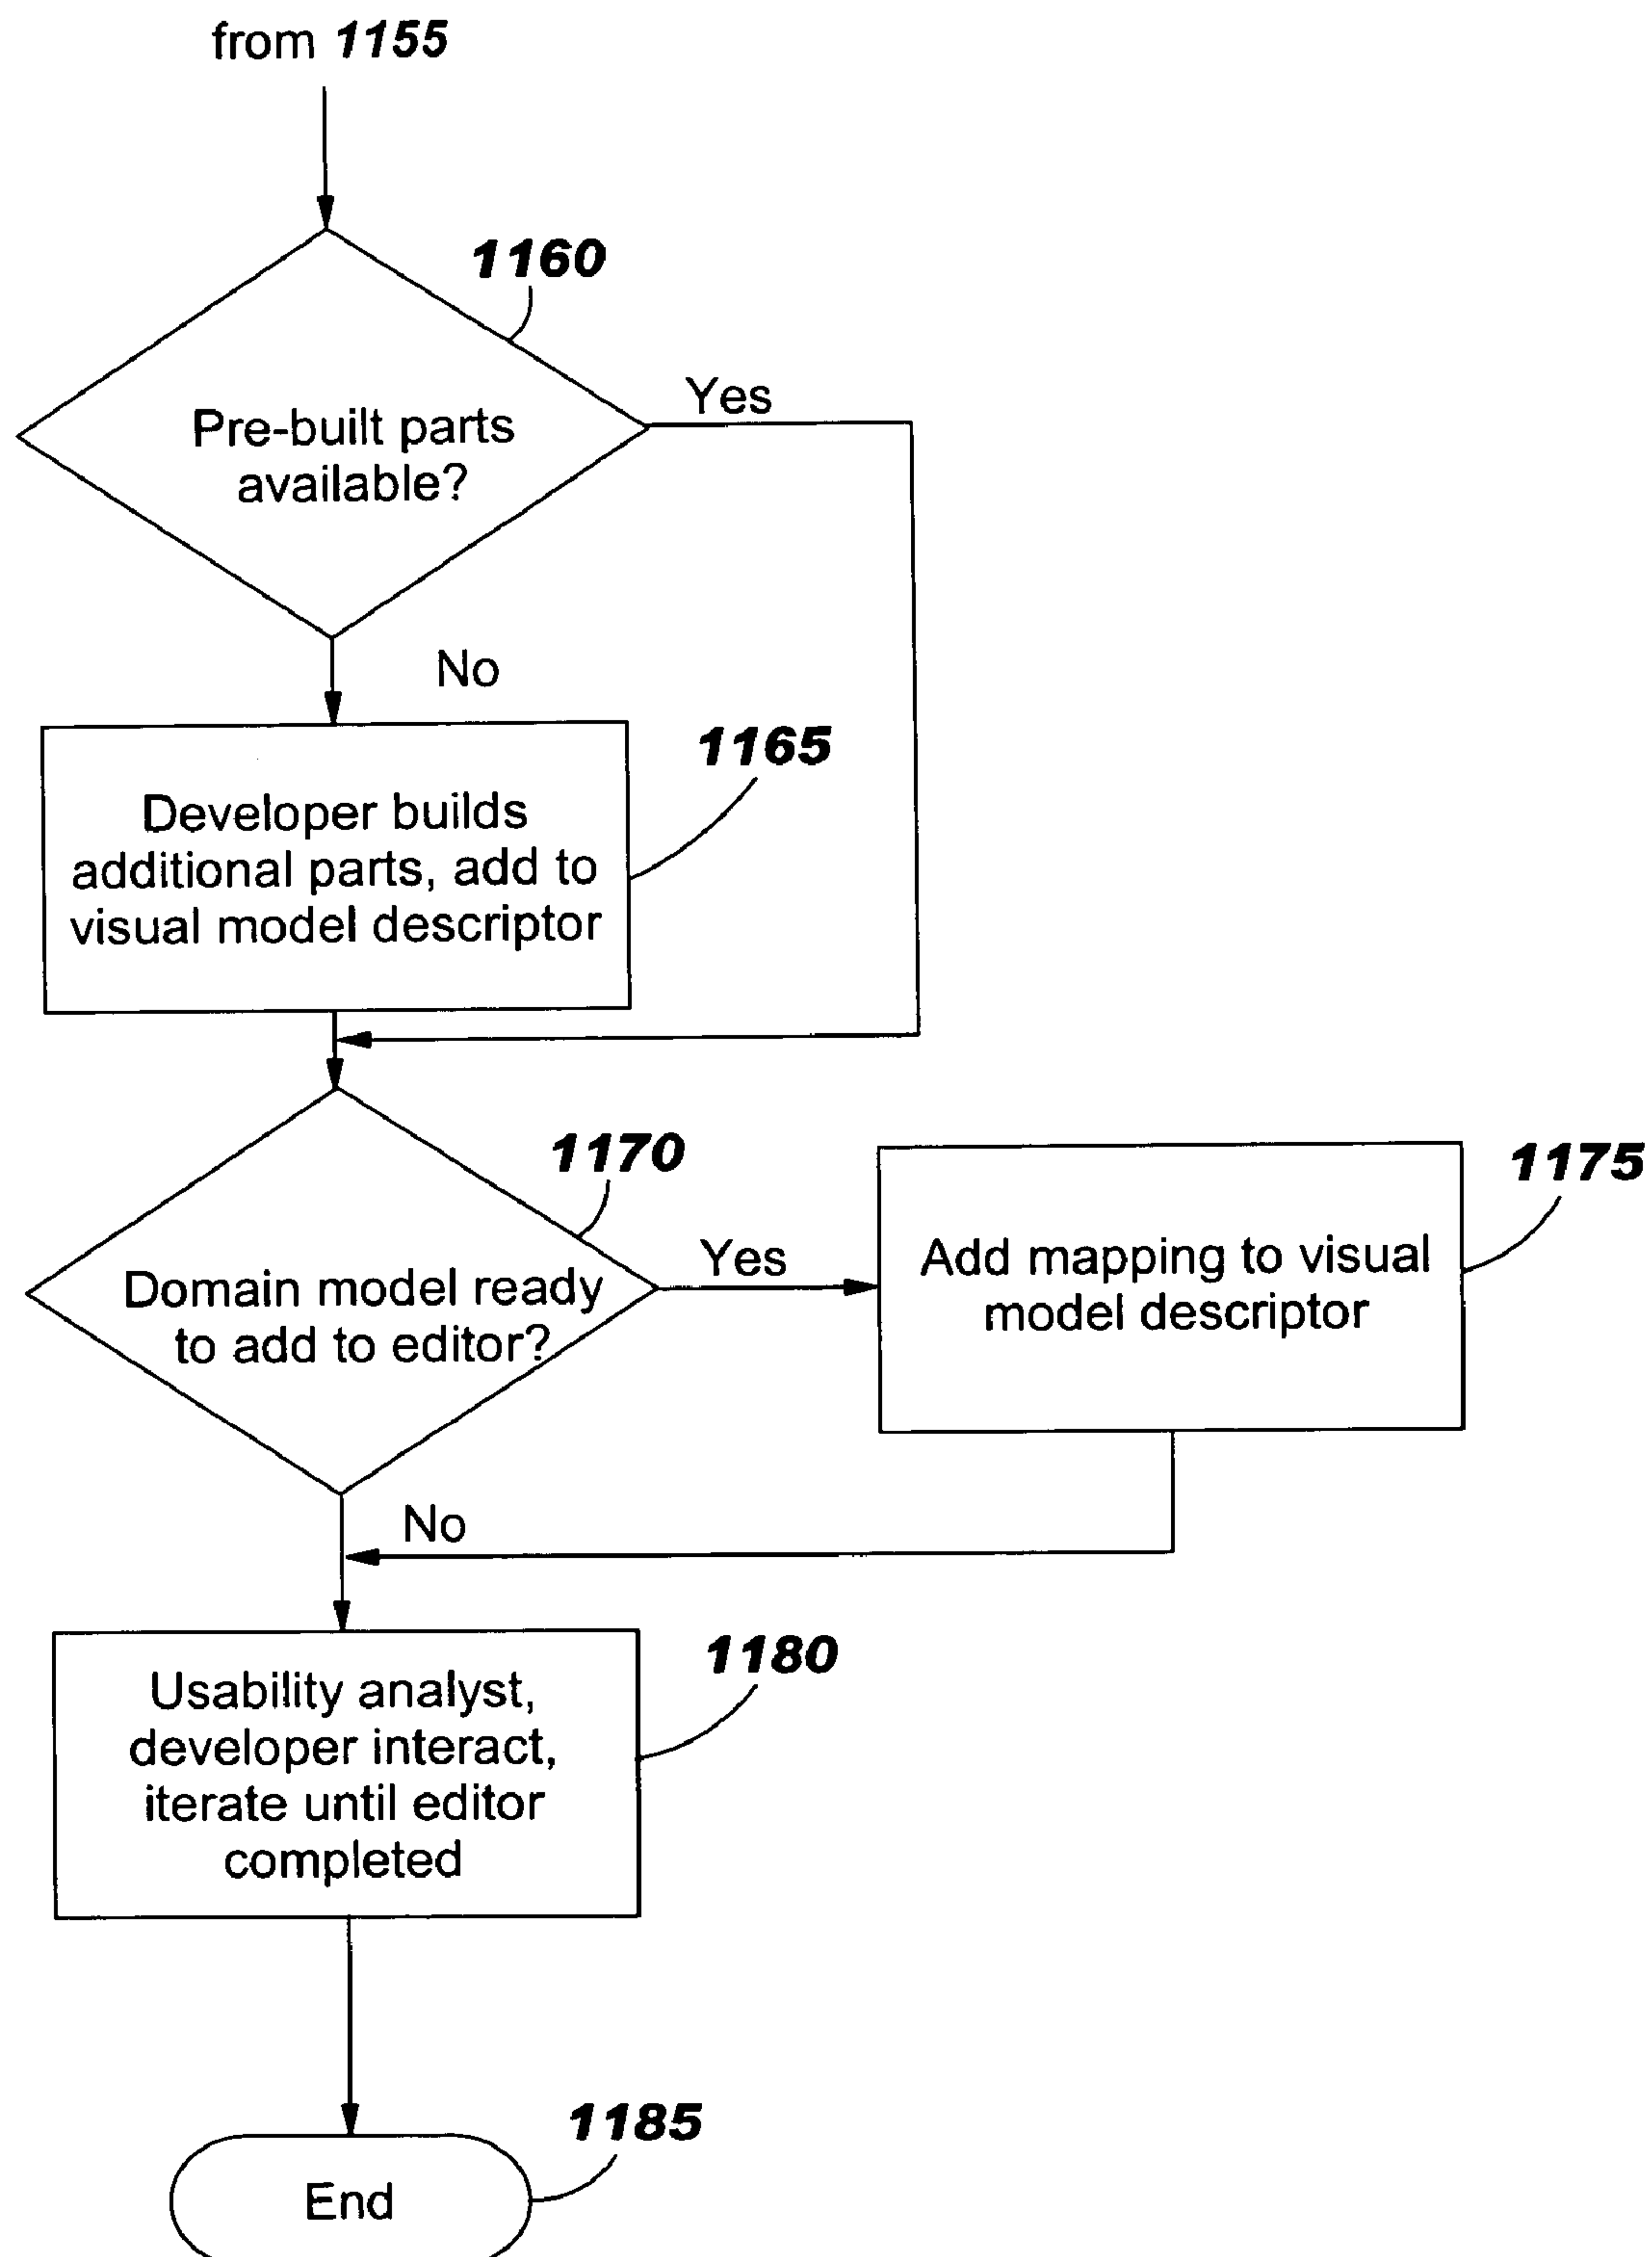 from 1155
1160
Yes
Pre-built parts
available?
No
1165
Developer builds
additional parts, add to
visual model descriptor
1170
1175
Yes
Domain model ready
to add to editor?
Add mapping to visual
model descriptor
No
1180
Usability analyst,
developer interact,
iterate until editor
completed
1185
End